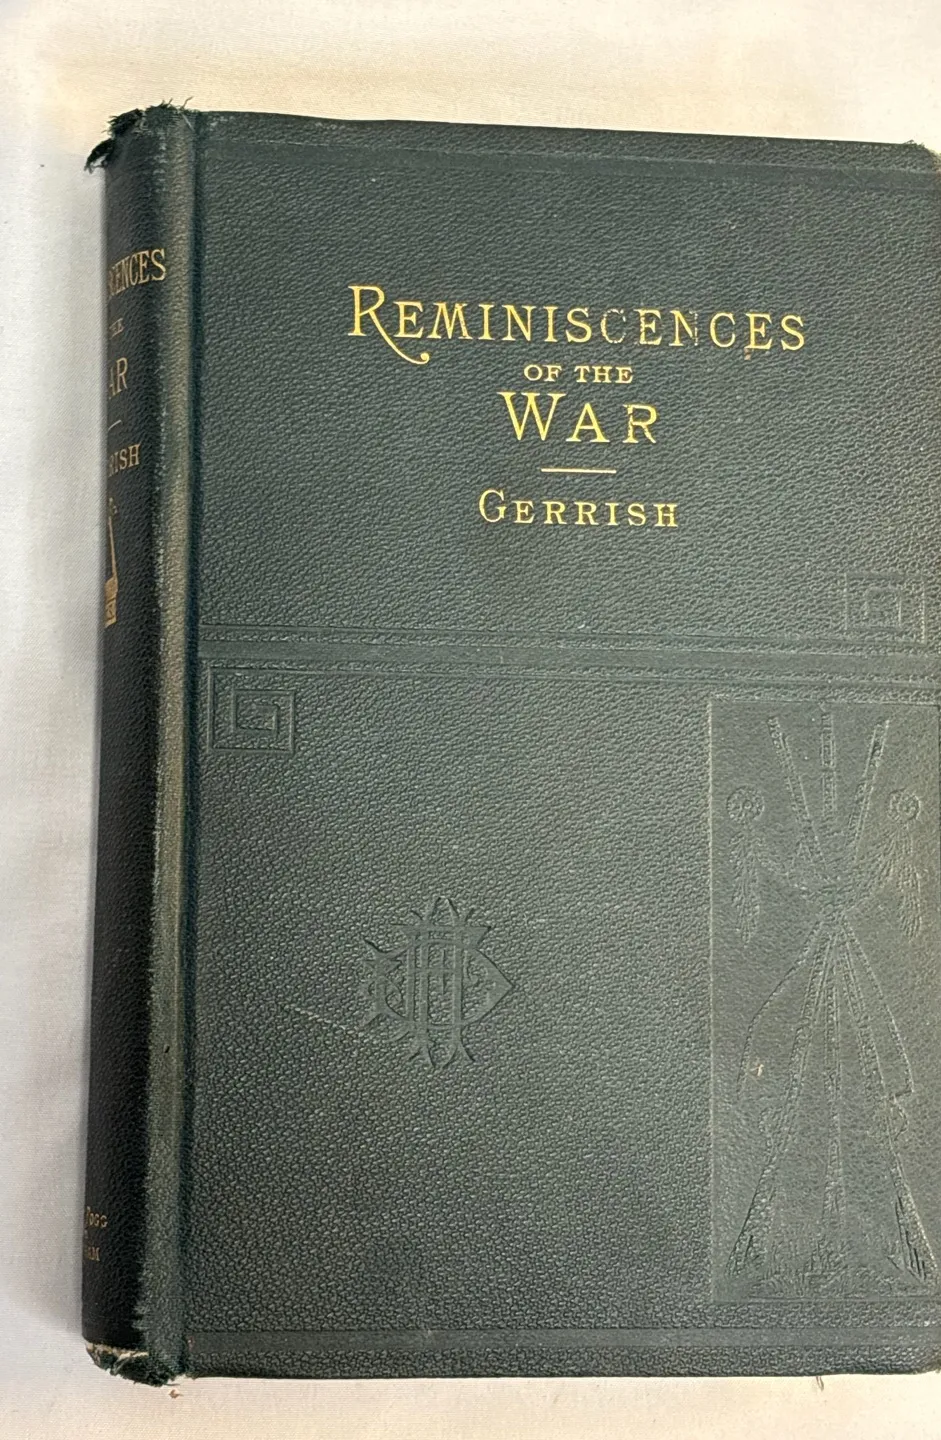 REMINISCENCES
OF THE
WAR
GERRISH